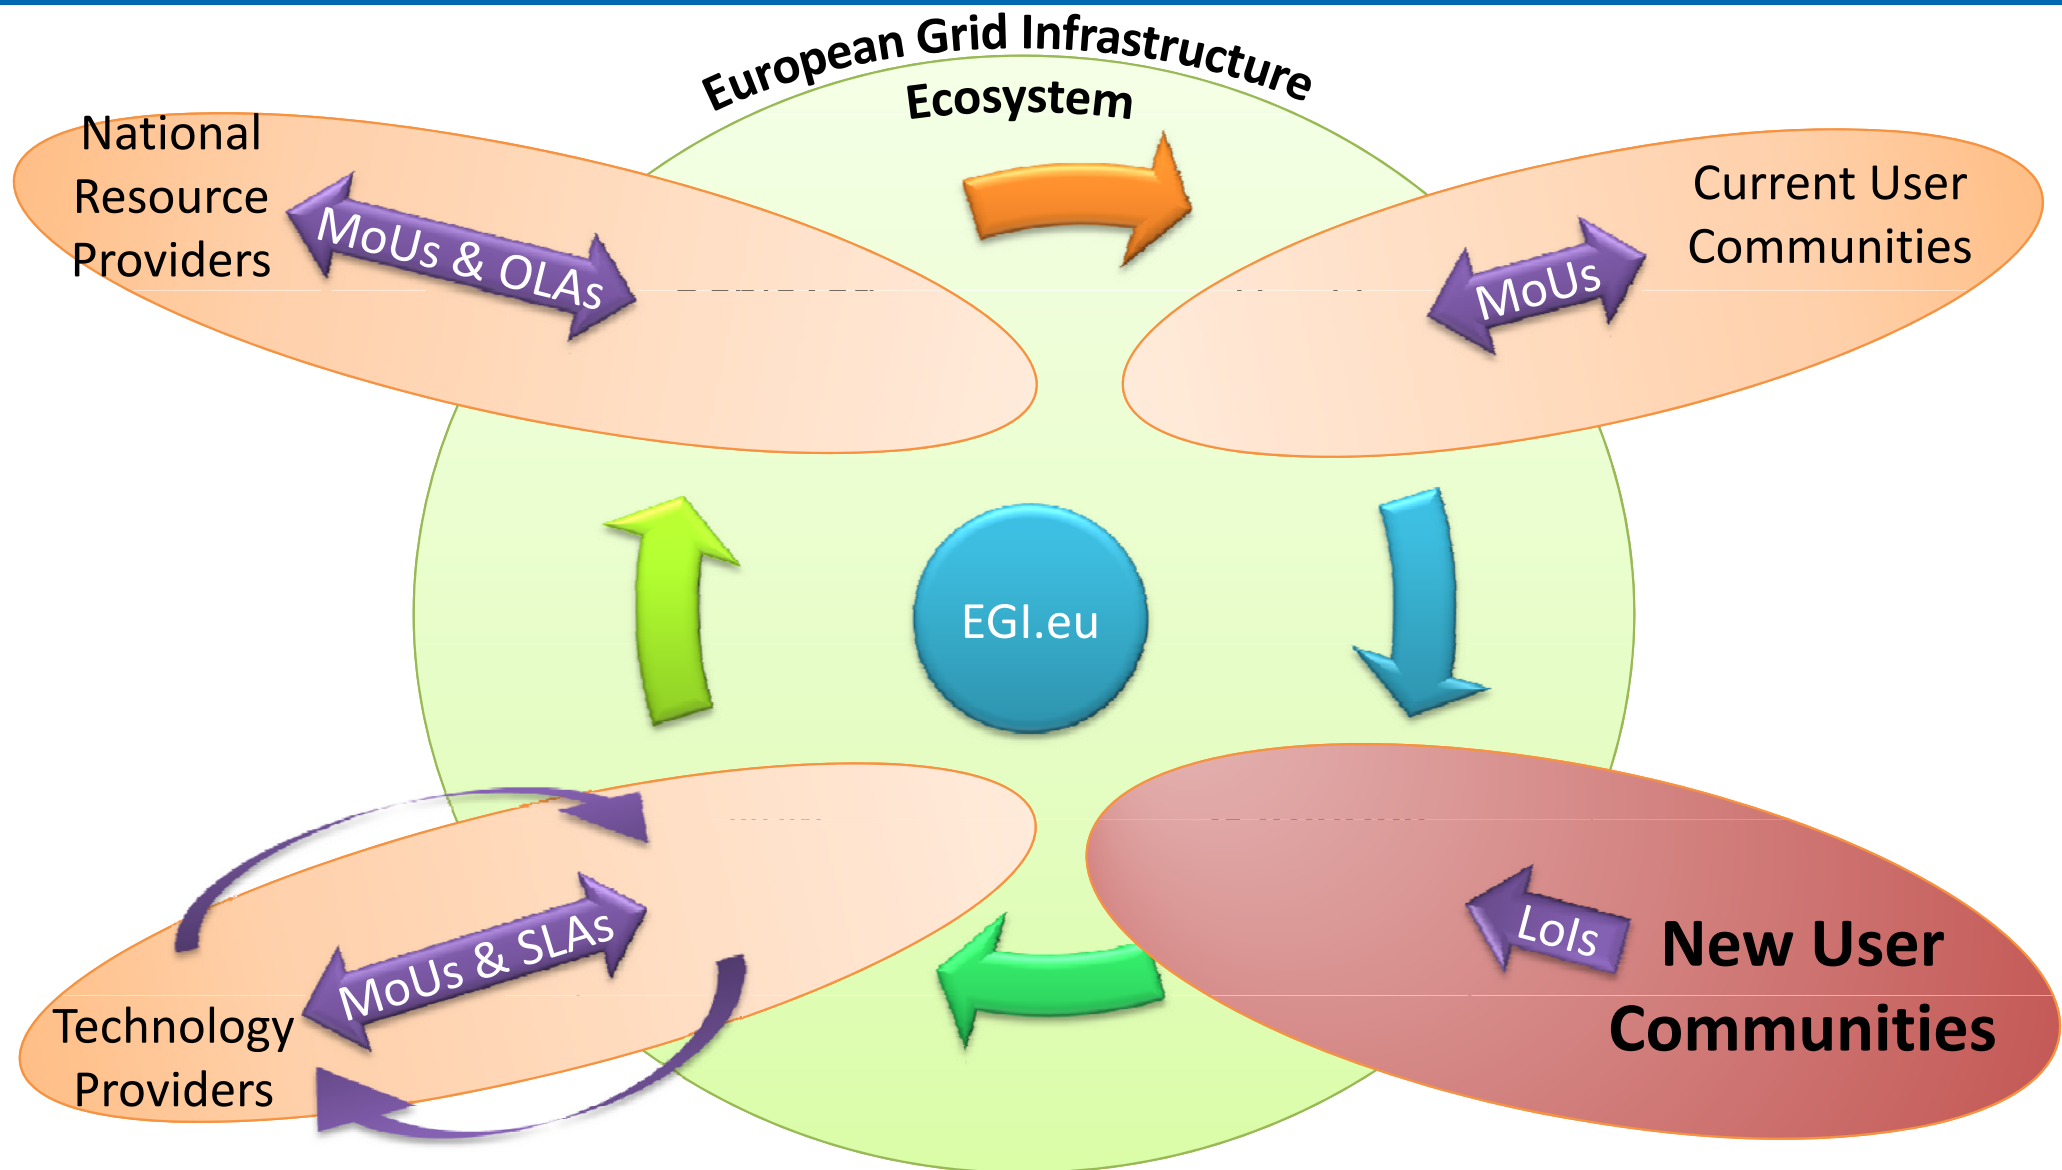 European Grid Infrastructure
Ecosystem
National
Resource
Providers
MoUs & OLAs
Current User
Communities
MoUs
EGI.eu
MoUs & SLAs
Technology
Providers
LoIs
New User
Communities